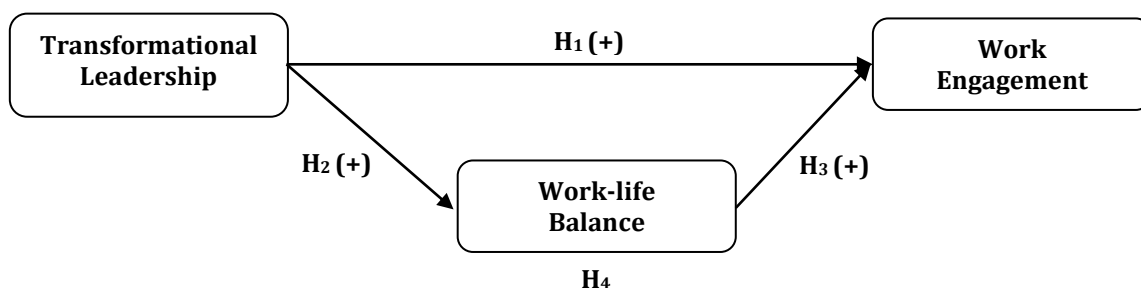 Transformational
Leadership
H₁ (+)
Work
Engagement
H₂ (+)
Work-life
Balance
H₃ (+)
H₄